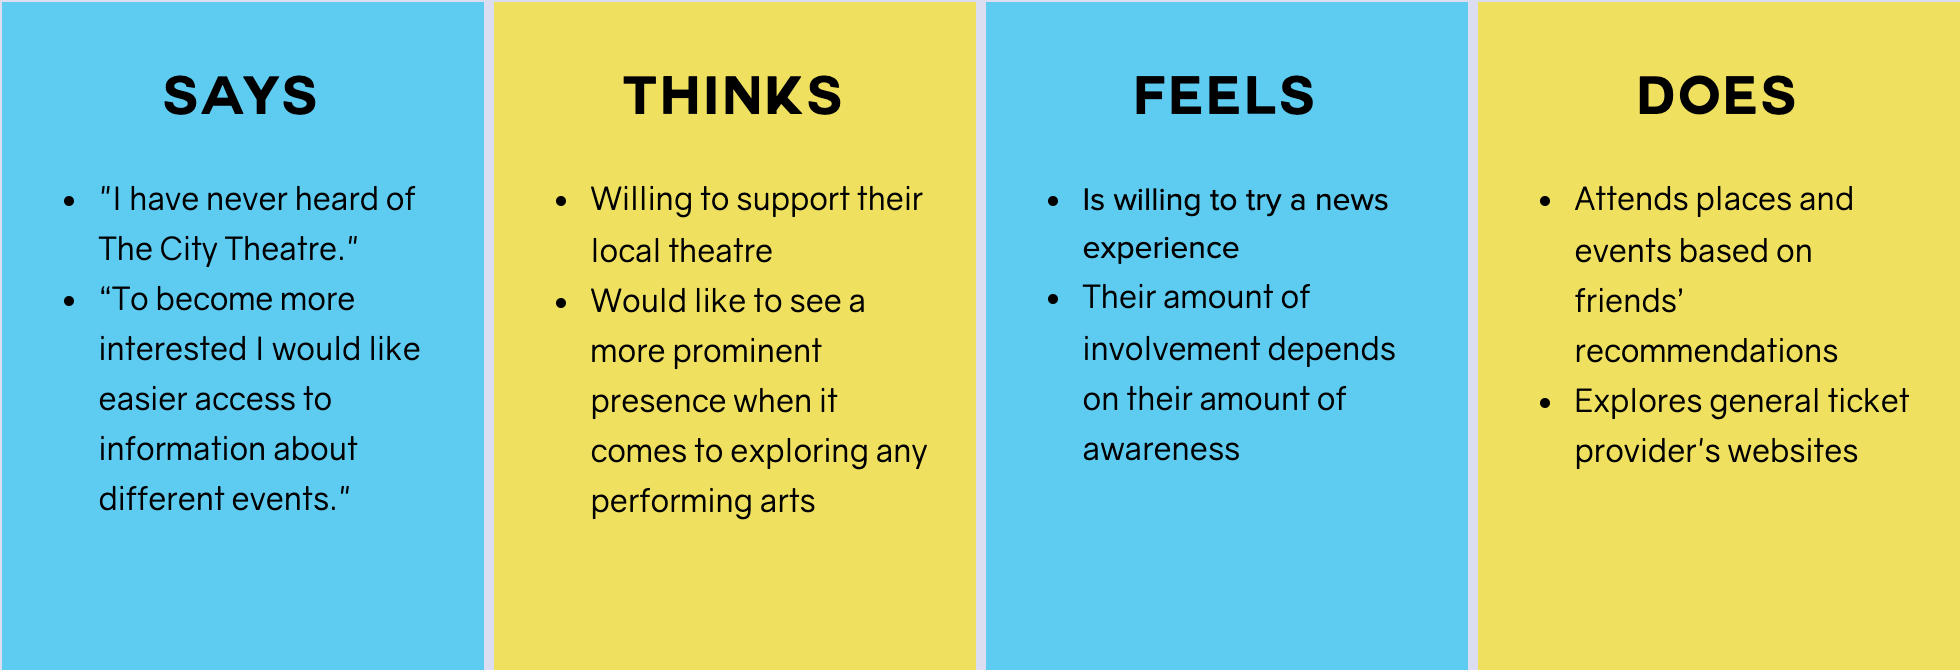 SAYS
• "I have never heard of
The City Theatre."
• “To become more
interested I would like
easier access to
information about
different events."
THINKS
• Willing to support their
local theatre
• Would like to see a
more prominent
presence when it
comes to exploring any
performing arts
FEELS
• Is willing to try a news
experience
• Their amount of
involvement depends
on their amount of
awareness
DOES
• Attends places and
events based on
friends’
recommendations
• Explores general ticket
provider's websites